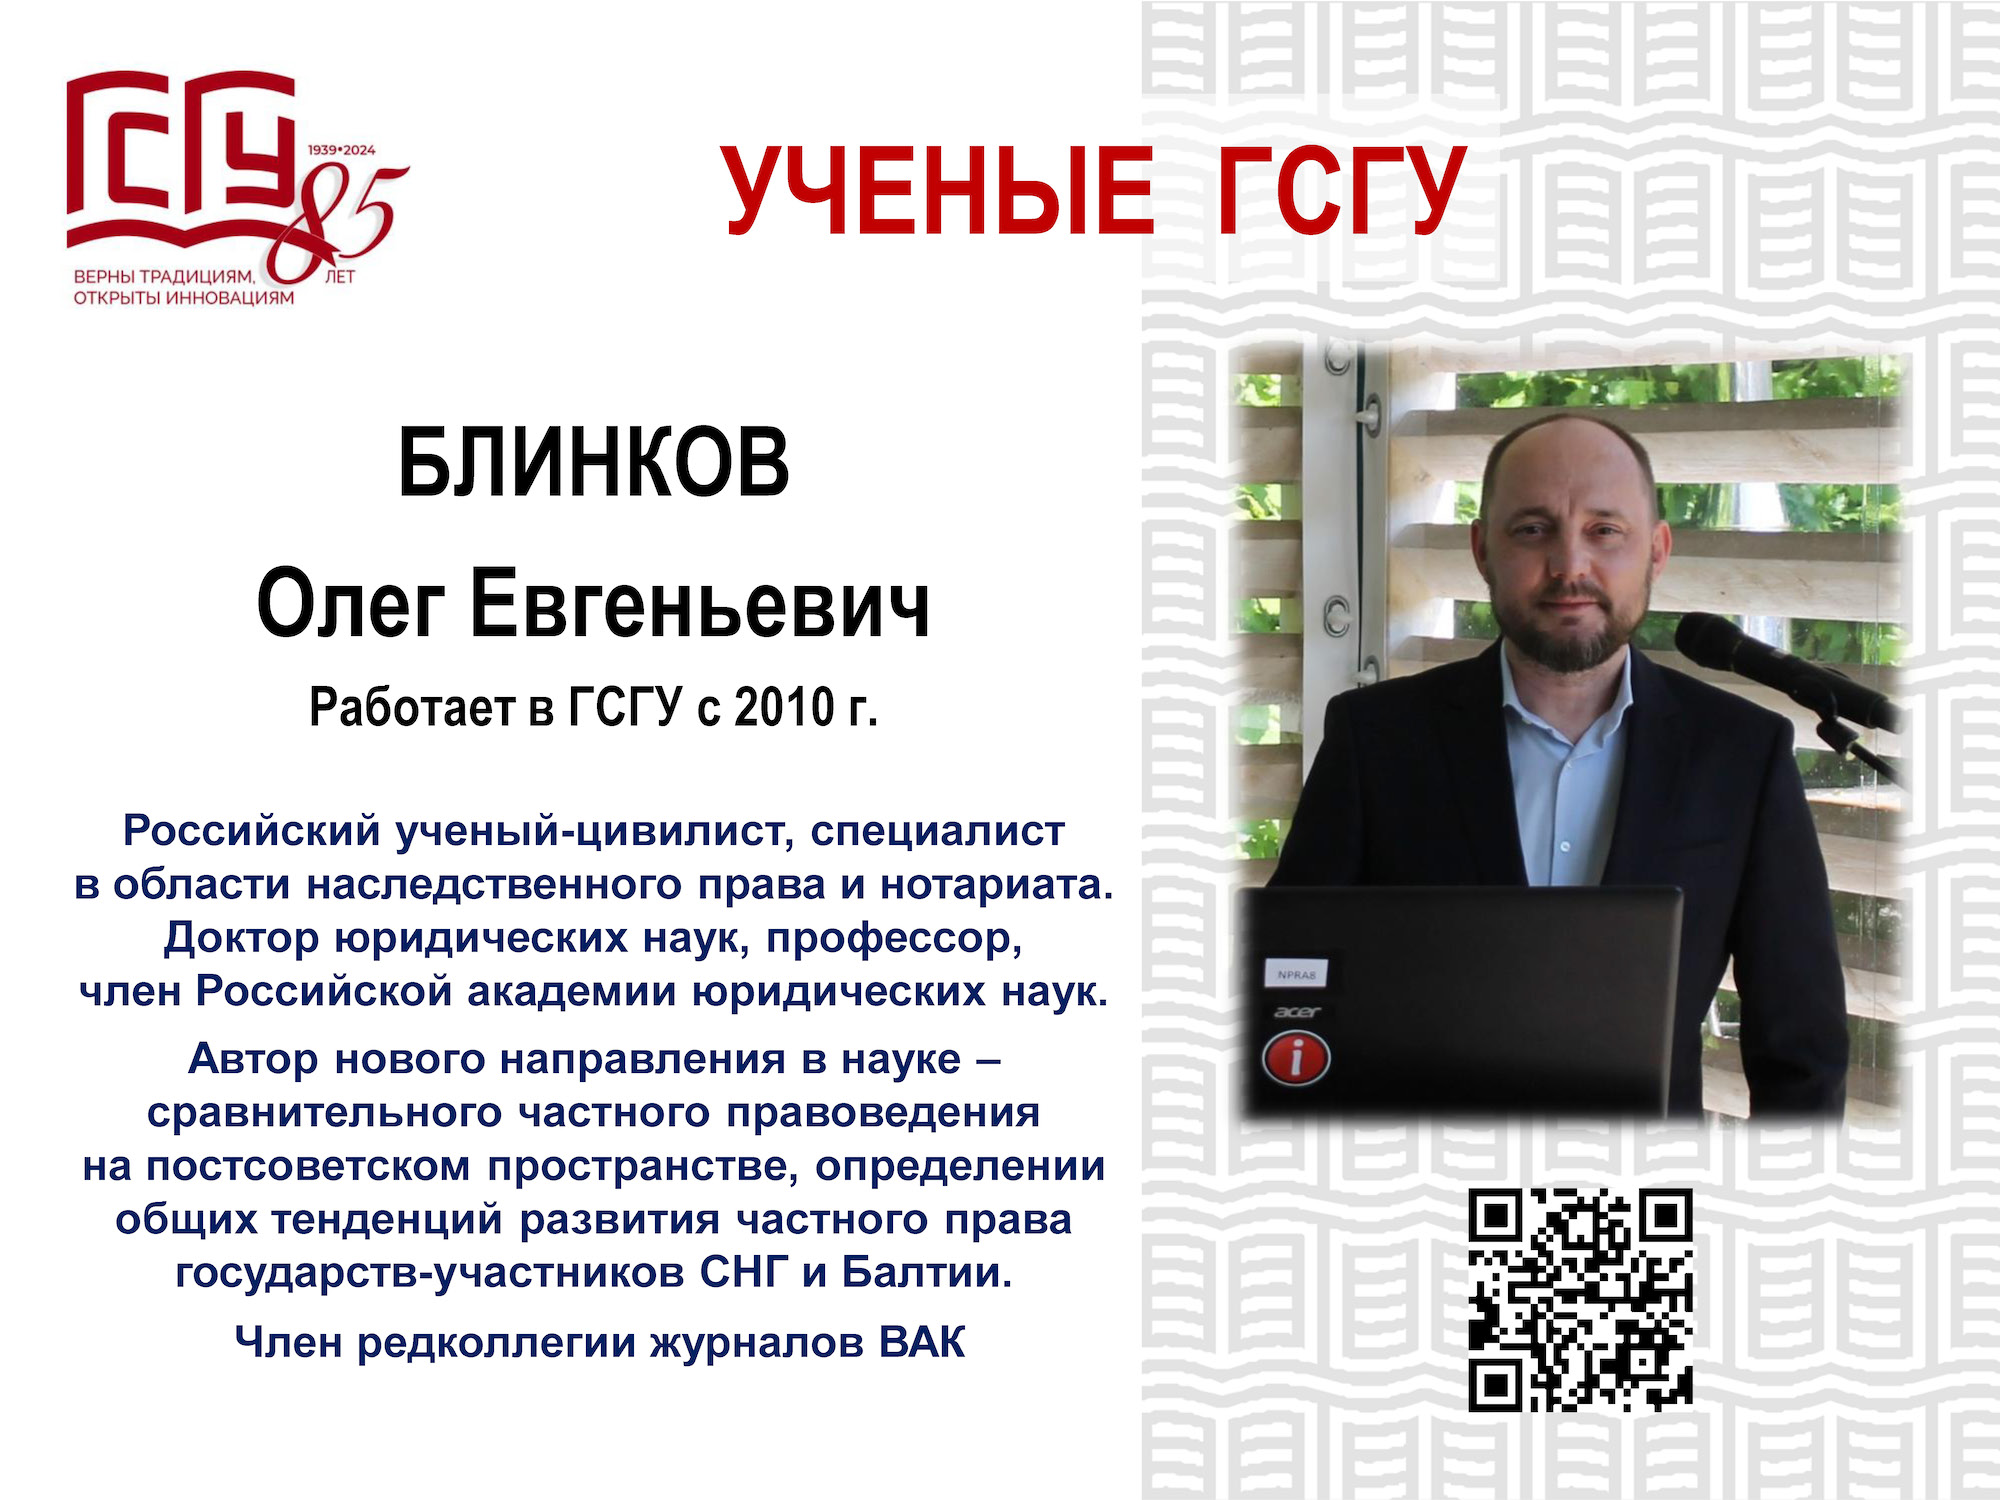 ГСГУ
1939•2024
85
ВЕРНЫ ТРАДИЦИЯМ, ЛЕТ
ОТКРЫТЫ ИННОВАЦИЯМ
УЧЕНЫЕ ГСГУ
БЛИНКОВ
Олег Евгеньевич
Работает в ГСГУ с 2010 г.
Российский ученый-цивилист, специалист
в области наследственного права и нотариата.
Доктор юридических наук, профессор,
член Российской академии юридических наук.
Автор нового направления в науке –
сравнительного частного правоведения
на постсоветском пространстве, определении
общих тенденций развития частного права
государств-участников СНГ и Балтии.
Член редколлегии журналов ВАК
NPRA8
acer
i